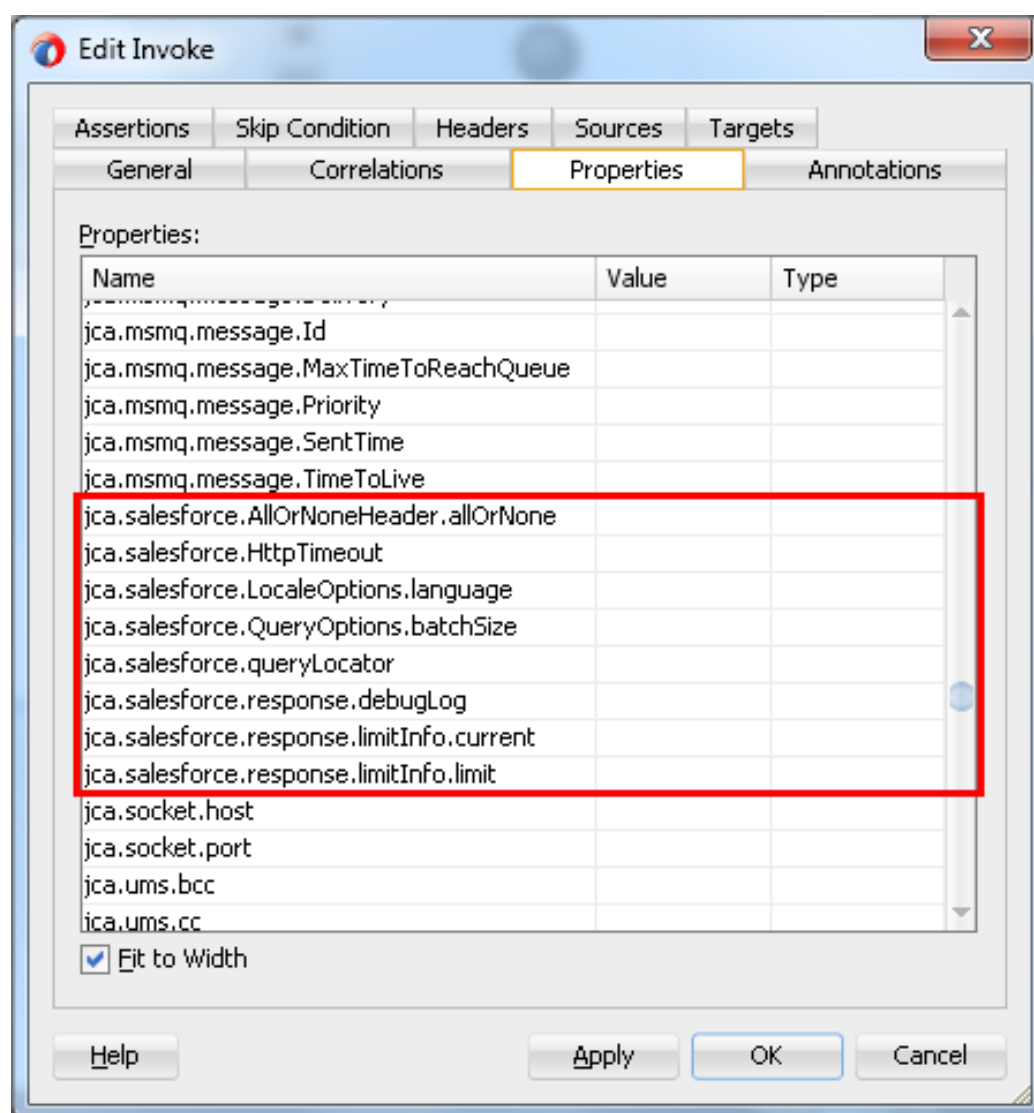 Edit Invoke
Assertions Skip Condition Headers Sources Targets
General Correlations Properties Annotations
Properties:
Name Value Type
jca.msmq.message.Id
jca.msmq.message.MaxTimeToReachQueue
jca.msmq.message.Priority
jca.msmq.message.SentTime
jca.msmq.message.TimeToLive
jca.salesforce.AllOrNoneHeader.allOrNone
jca.salesforce.HttpTimeout
jca.salesforce.LocaleOptions.language
jca.salesforce.QueryOptions.batchSize
jca.salesforce.queryLocator
jca.salesforce.response.debugLog
jca.salesforce.response.limitInfo.current
jca.salesforce.response.limitInfo.limit
jca.socket.host
jca.socket.port
jca.ums.bcc
jca.ums.cc
Fit to Width
Help Apply OK Cancel